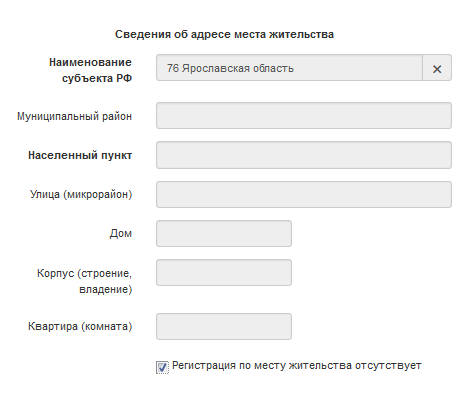 Сведения об адресе места жительства
Наименование
субъекта РФ
76 Ярославская область
Муниципальный район
Населенный пункт
Улица (микрорайон)
Дом
Корпус (строение,
владение)
Квартира (комната)
Регистрация по месту жительства отсутствует